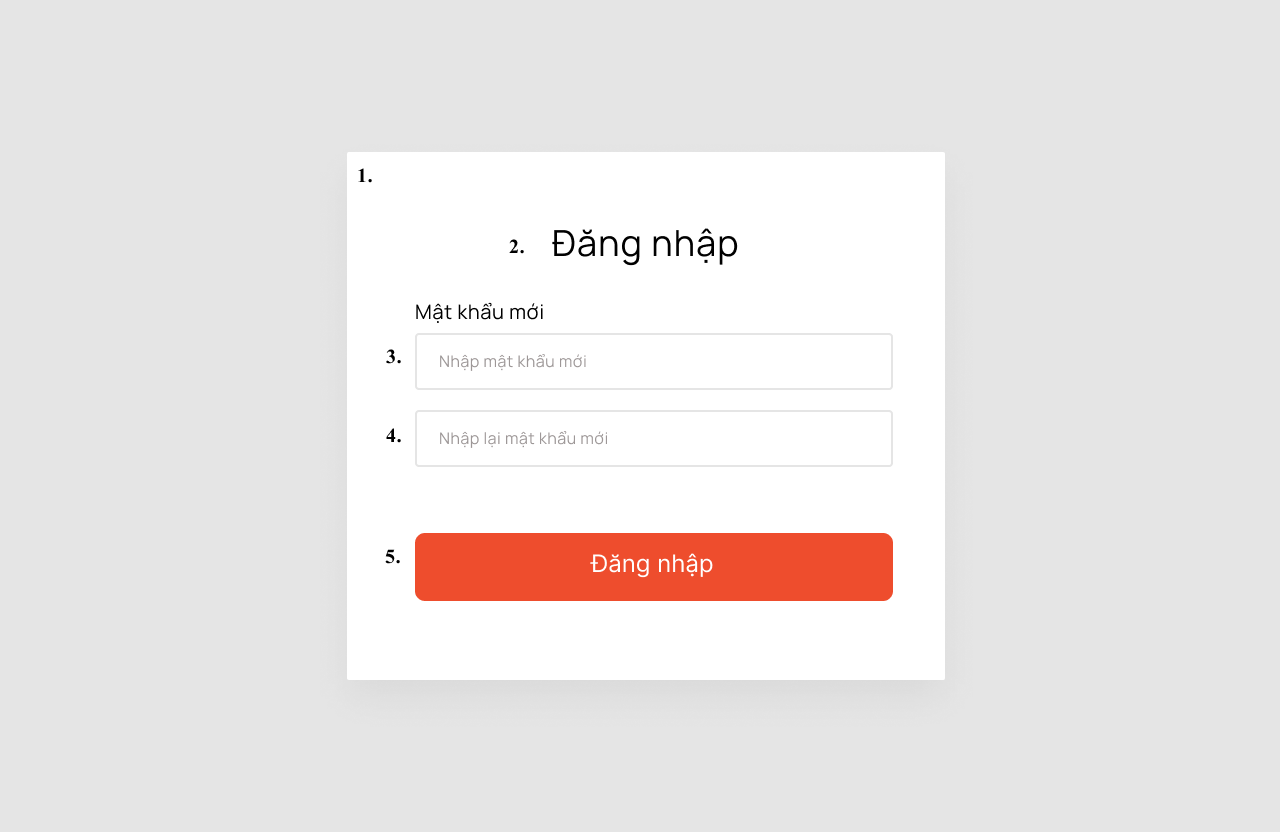 1.
2. Đăng nhập
Mật khẩu mới
3. Nhập mật khẩu mới
4. Nhập lại mật khẩu mới
5. Đăng nhập